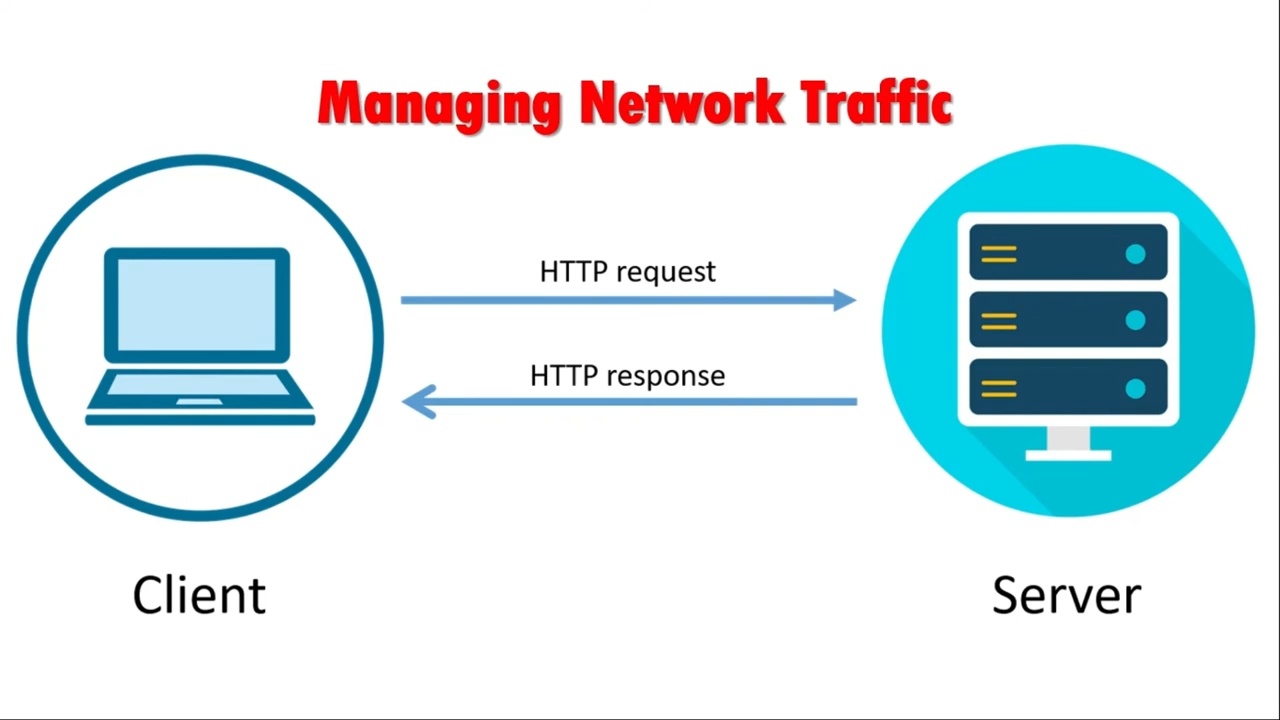 Managing Network Traffic
HTTP request
HTTP response
Client
Server